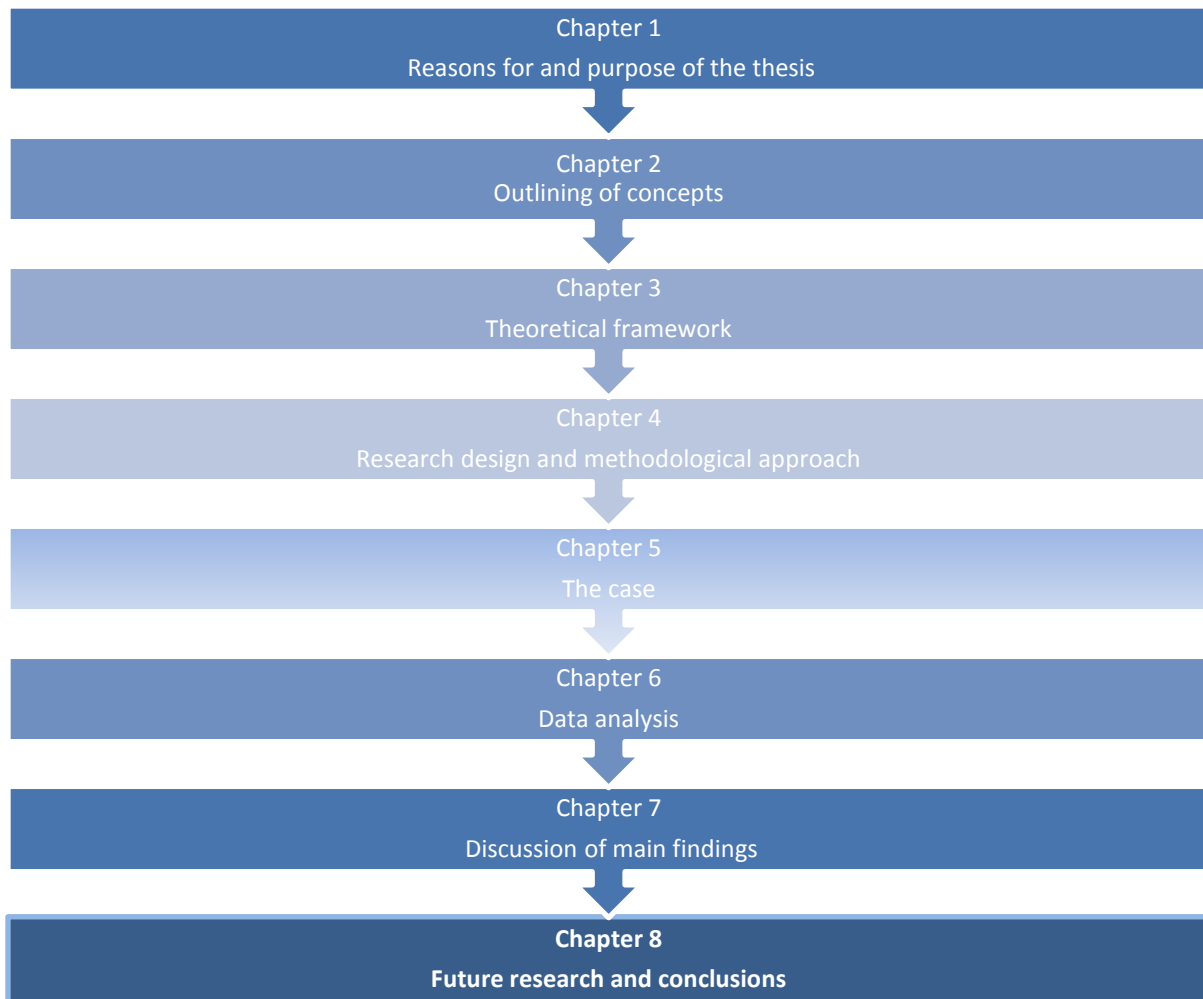 Chapter 1
Reasons for and purpose of the thesis
Chapter 2
Outlining of concepts
Chapter 3
Theoretical framework
Chapter 4
Research design and methodological approach
Chapter 5
The case
Chapter 6
Data analysis
Chapter 7
Discussion of main findings
Chapter 8
Future research and conclusions